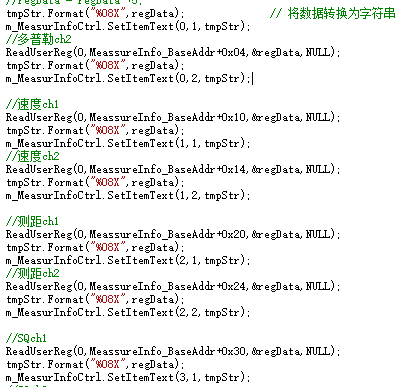 tmpStr.Format("%08X",regData); // 将数据转换为字符串
m_MeasurInfoCtrl.SetItemText(0,1,tmpStr);
//多普勒ch2
ReadUserReg(0,MeassureInfo_BaseAddr+0x04,&regData,NULL);
tmpStr.Format("%08X",regData);
m_MeasurInfoCtrl.SetItemText(0,2,tmpStr);
//速度ch1
ReadUserReg(0,MeassureInfo_BaseAddr+0x10,&regData,NULL);
tmpStr.Format("%08X",regData);
m_MeasurInfoCtrl.SetItemText(1,1,tmpStr);
//速度ch2
ReadUserReg(0,MeassureInfo_BaseAddr+0x14,&regData,NULL);
tmpStr.Format("%08X",regData);
m_MeasurInfoCtrl.SetItemText(1,2,tmpStr);
//测距ch1
ReadUserReg(0,MeassureInfo_BaseAddr+0x20,&regData,NULL);
tmpStr.Format("%08X",regData);
m_MeasurInfoCtrl.SetItemText(2,1,tmpStr);
//测距ch2
ReadUserReg(0,MeassureInfo_BaseAddr+0x24,&regData,NULL);
tmpStr.Format("%08X",regData);
m_MeasurInfoCtrl.SetItemText(2,2,tmpStr);
//SQch1
ReadUserReg(0,MeassureInfo_BaseAddr+0x30,&regData,NULL);
tmpStr.Format("%08X",regData);
m_MeasurInfoCtrl.SetItemText(3,1,tmpStr);